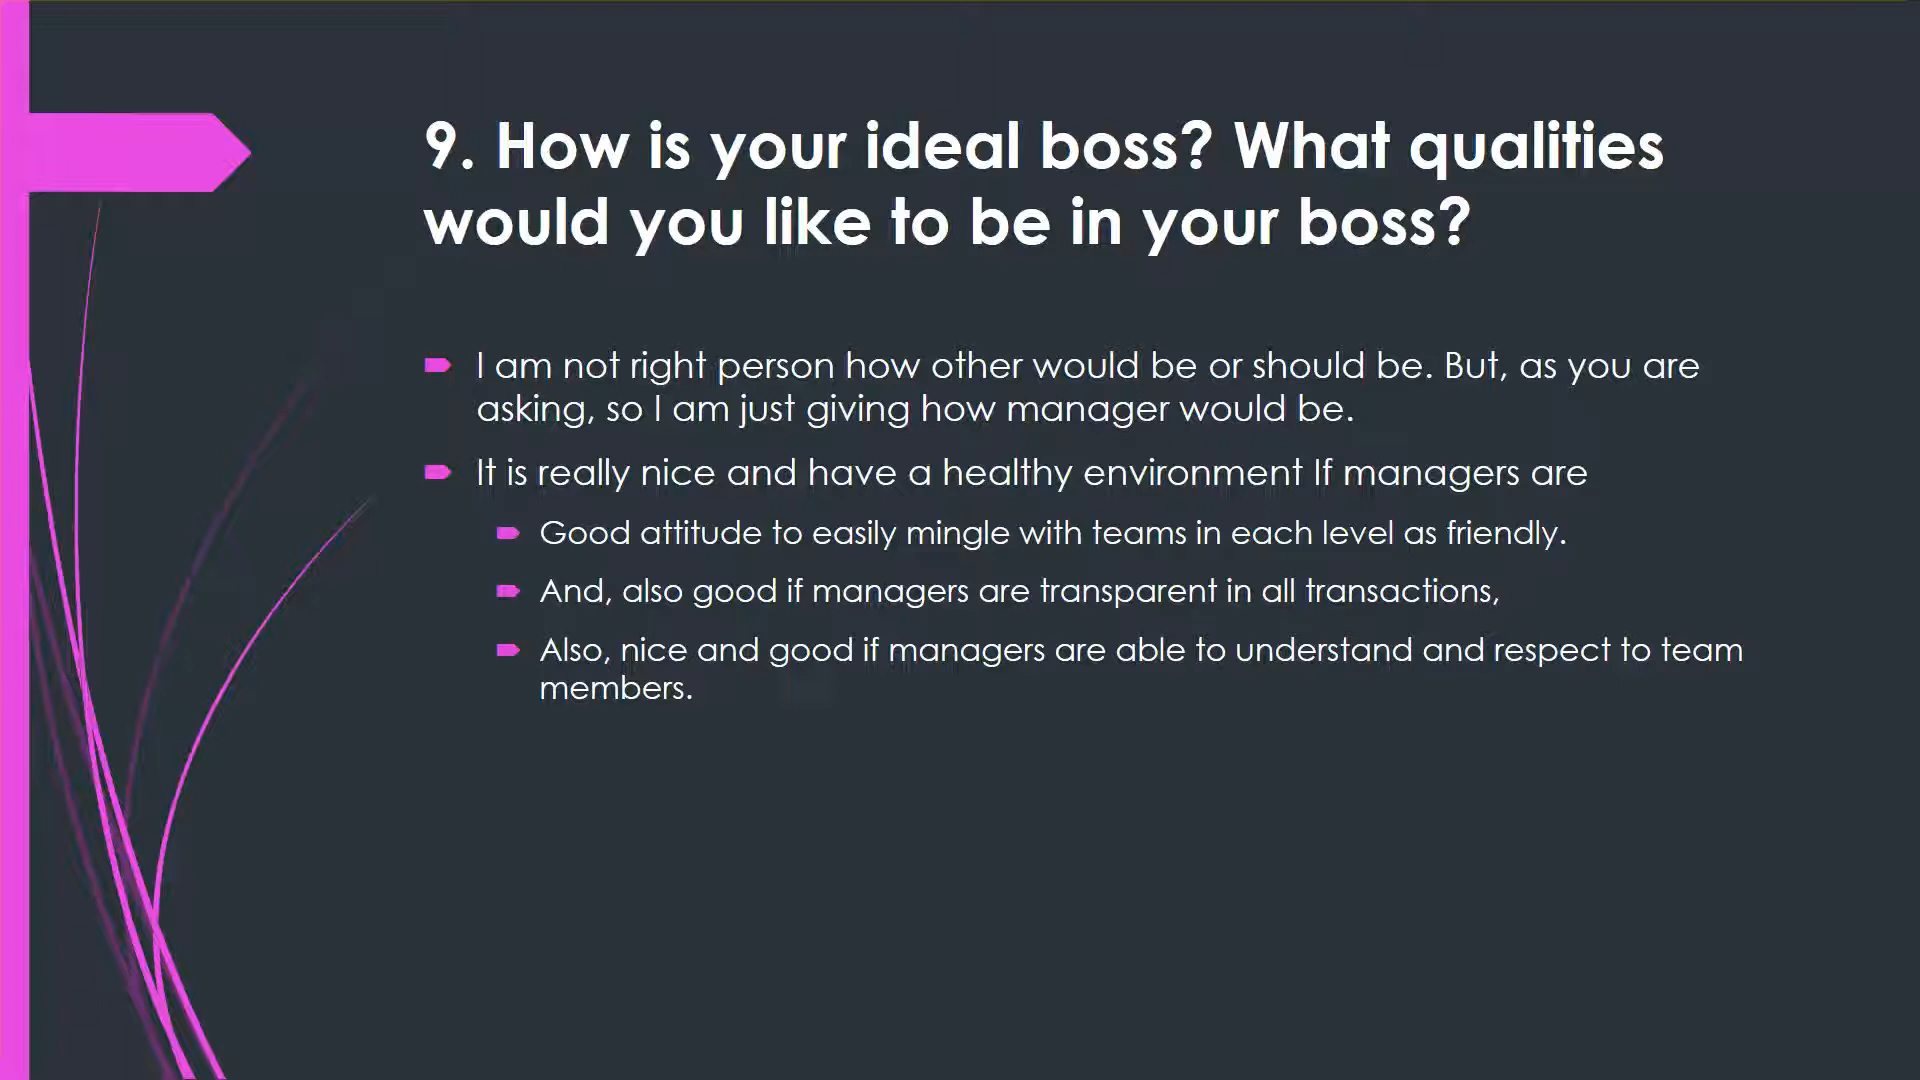 9. How is your ideal boss? What qualities
would you like to be in your boss?
I am not right person how other would be or should be. But, as you are
asking, so I am just giving how manager would be.
It is really nice and have a healthy environment If managers are
Good attitude to easily mingle with teams in each level as friendly.
And, also good if managers are transparent in all transactions,
Also, nice and good if managers are able to understand and respect to team
members.